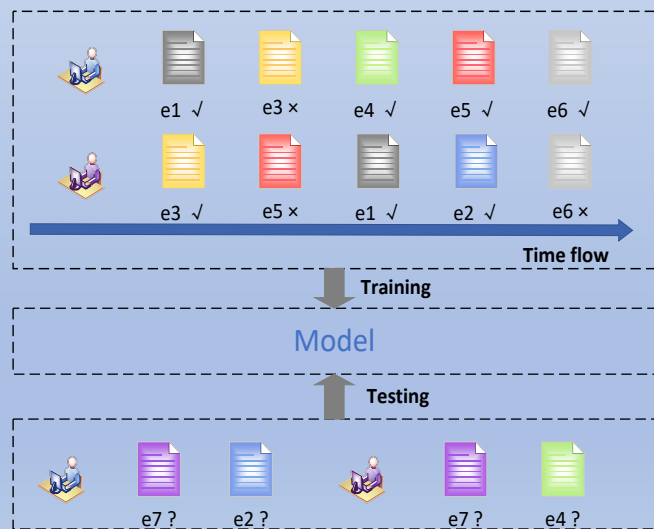 e1 √ e3 × e4 √ e5 √ e6 √
e3 √ e5 × e1 √ e2 √ e6 ×
Time flow
Training
Model
Testing
e7 ? e2 ? e7 ? e4 ?